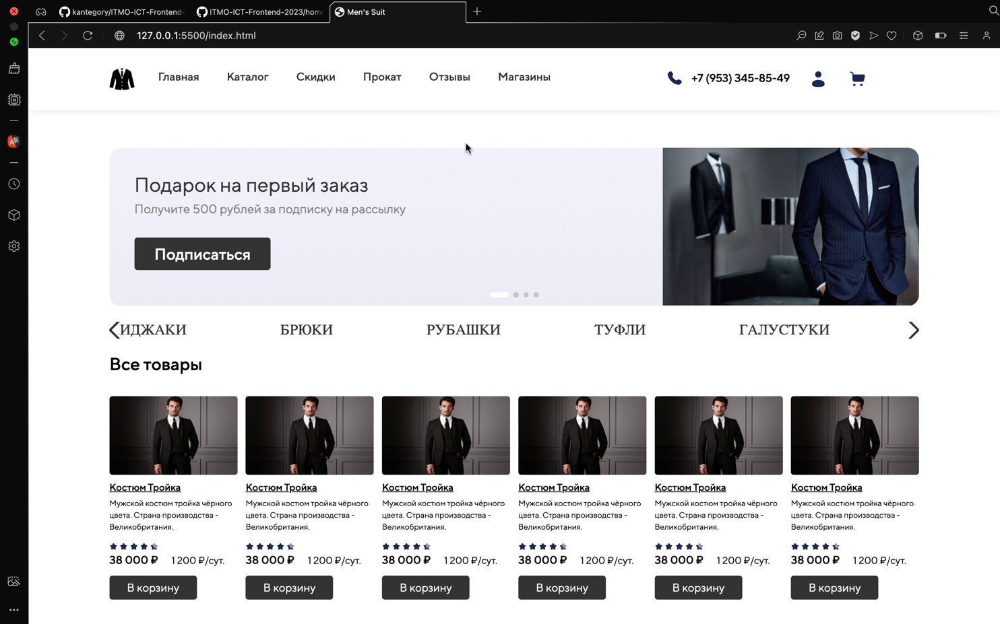 kantegory/ITMO-ICT-Frontend-
ITMO-ICT-Frontend-2023/hom
Men's Suit
127.0.0.1:5500/index.html
Главная Каталог Скидки Прокат Отзывы Магазины +7 (953) 345-85-49
Подарок на первый заказ
Получите 500 рублей за подписку на рассылку
Подписаться
ИДЖАКИ БРЮКИ РУБАШКИ ТУФЛИ ГАЛУСТУКИ
Все товары
Костюм Тройка Костюм Тройка Костюм Тройка Костюм Тройка Костюм Тройка Костюм Тройка
Мужской костюм тройка чёрного Мужской костюм тройка чёрного Мужской костюм тройка чёрного Мужской костюм тройка чёрного Мужской костюм тройка чёрного Мужской костюм тройка чёрного
цвета. Страна производства - цвета. Страна производства - цвета. Страна производства - цвета. Страна производства - цвета. Страна производства - цвета. Страна производства -
Великобритания. Великобритания. Великобритания. Великобритания. Великобритания. Великобритания.
38 000 ₽ 1 200 ₽/сут. 38 000 ₽ 1 200 ₽/сут. 38 000 ₽ 1 200 ₽/сут. 38 000 ₽ 1 200 ₽/сут. 38 000 ₽ 1 200 ₽/сут. 38 000 ₽ 1 200 ₽/сут.
В корзину В корзину В корзину В корзину В корзину В корзину